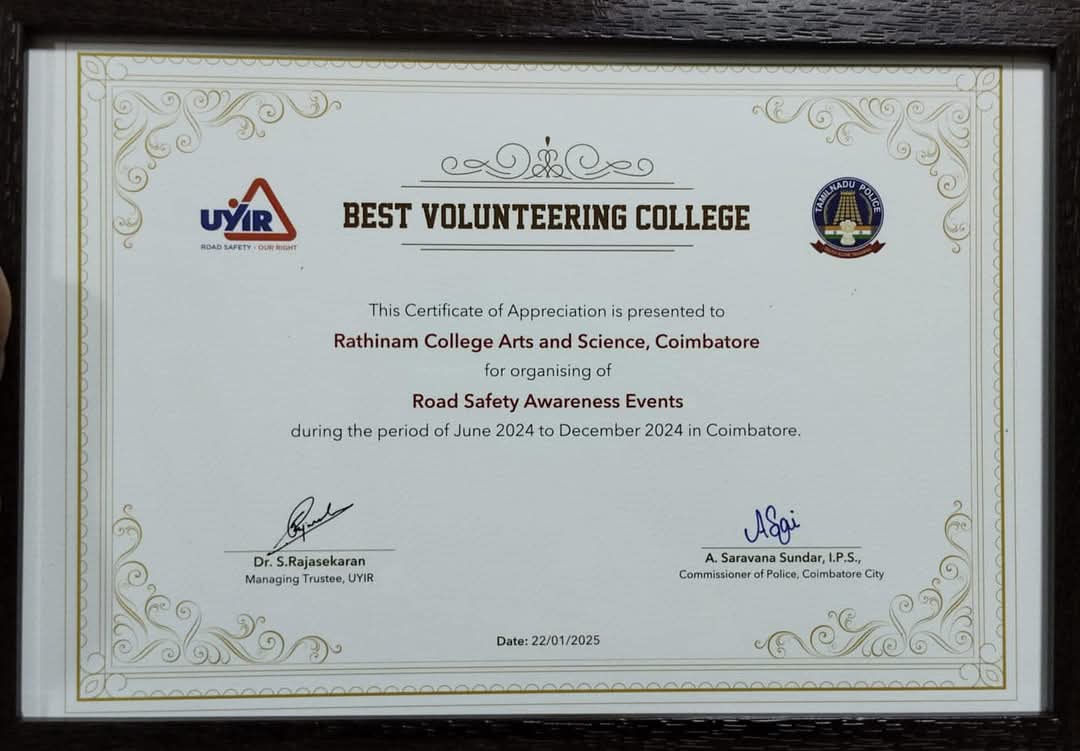 UYIR
ROAD SAFETY - OUR RIGHT
BEST VOLUNTEERING COLLEGE
TAMILNADU POLICE
This Certificate of Appreciation is presented to
Rathinam College Arts and Science, Coimbatore
for organising of
Road Safety Awareness Events
during the period of June 2024 to December 2024 in Coimbatore.
Dr. S.Rajasekaran
Managing Trustee, UYIR
A. Saravana Sundar, I.P.S.,
Commissioner of Police, Coimbatore City
Date: 22/01/2025